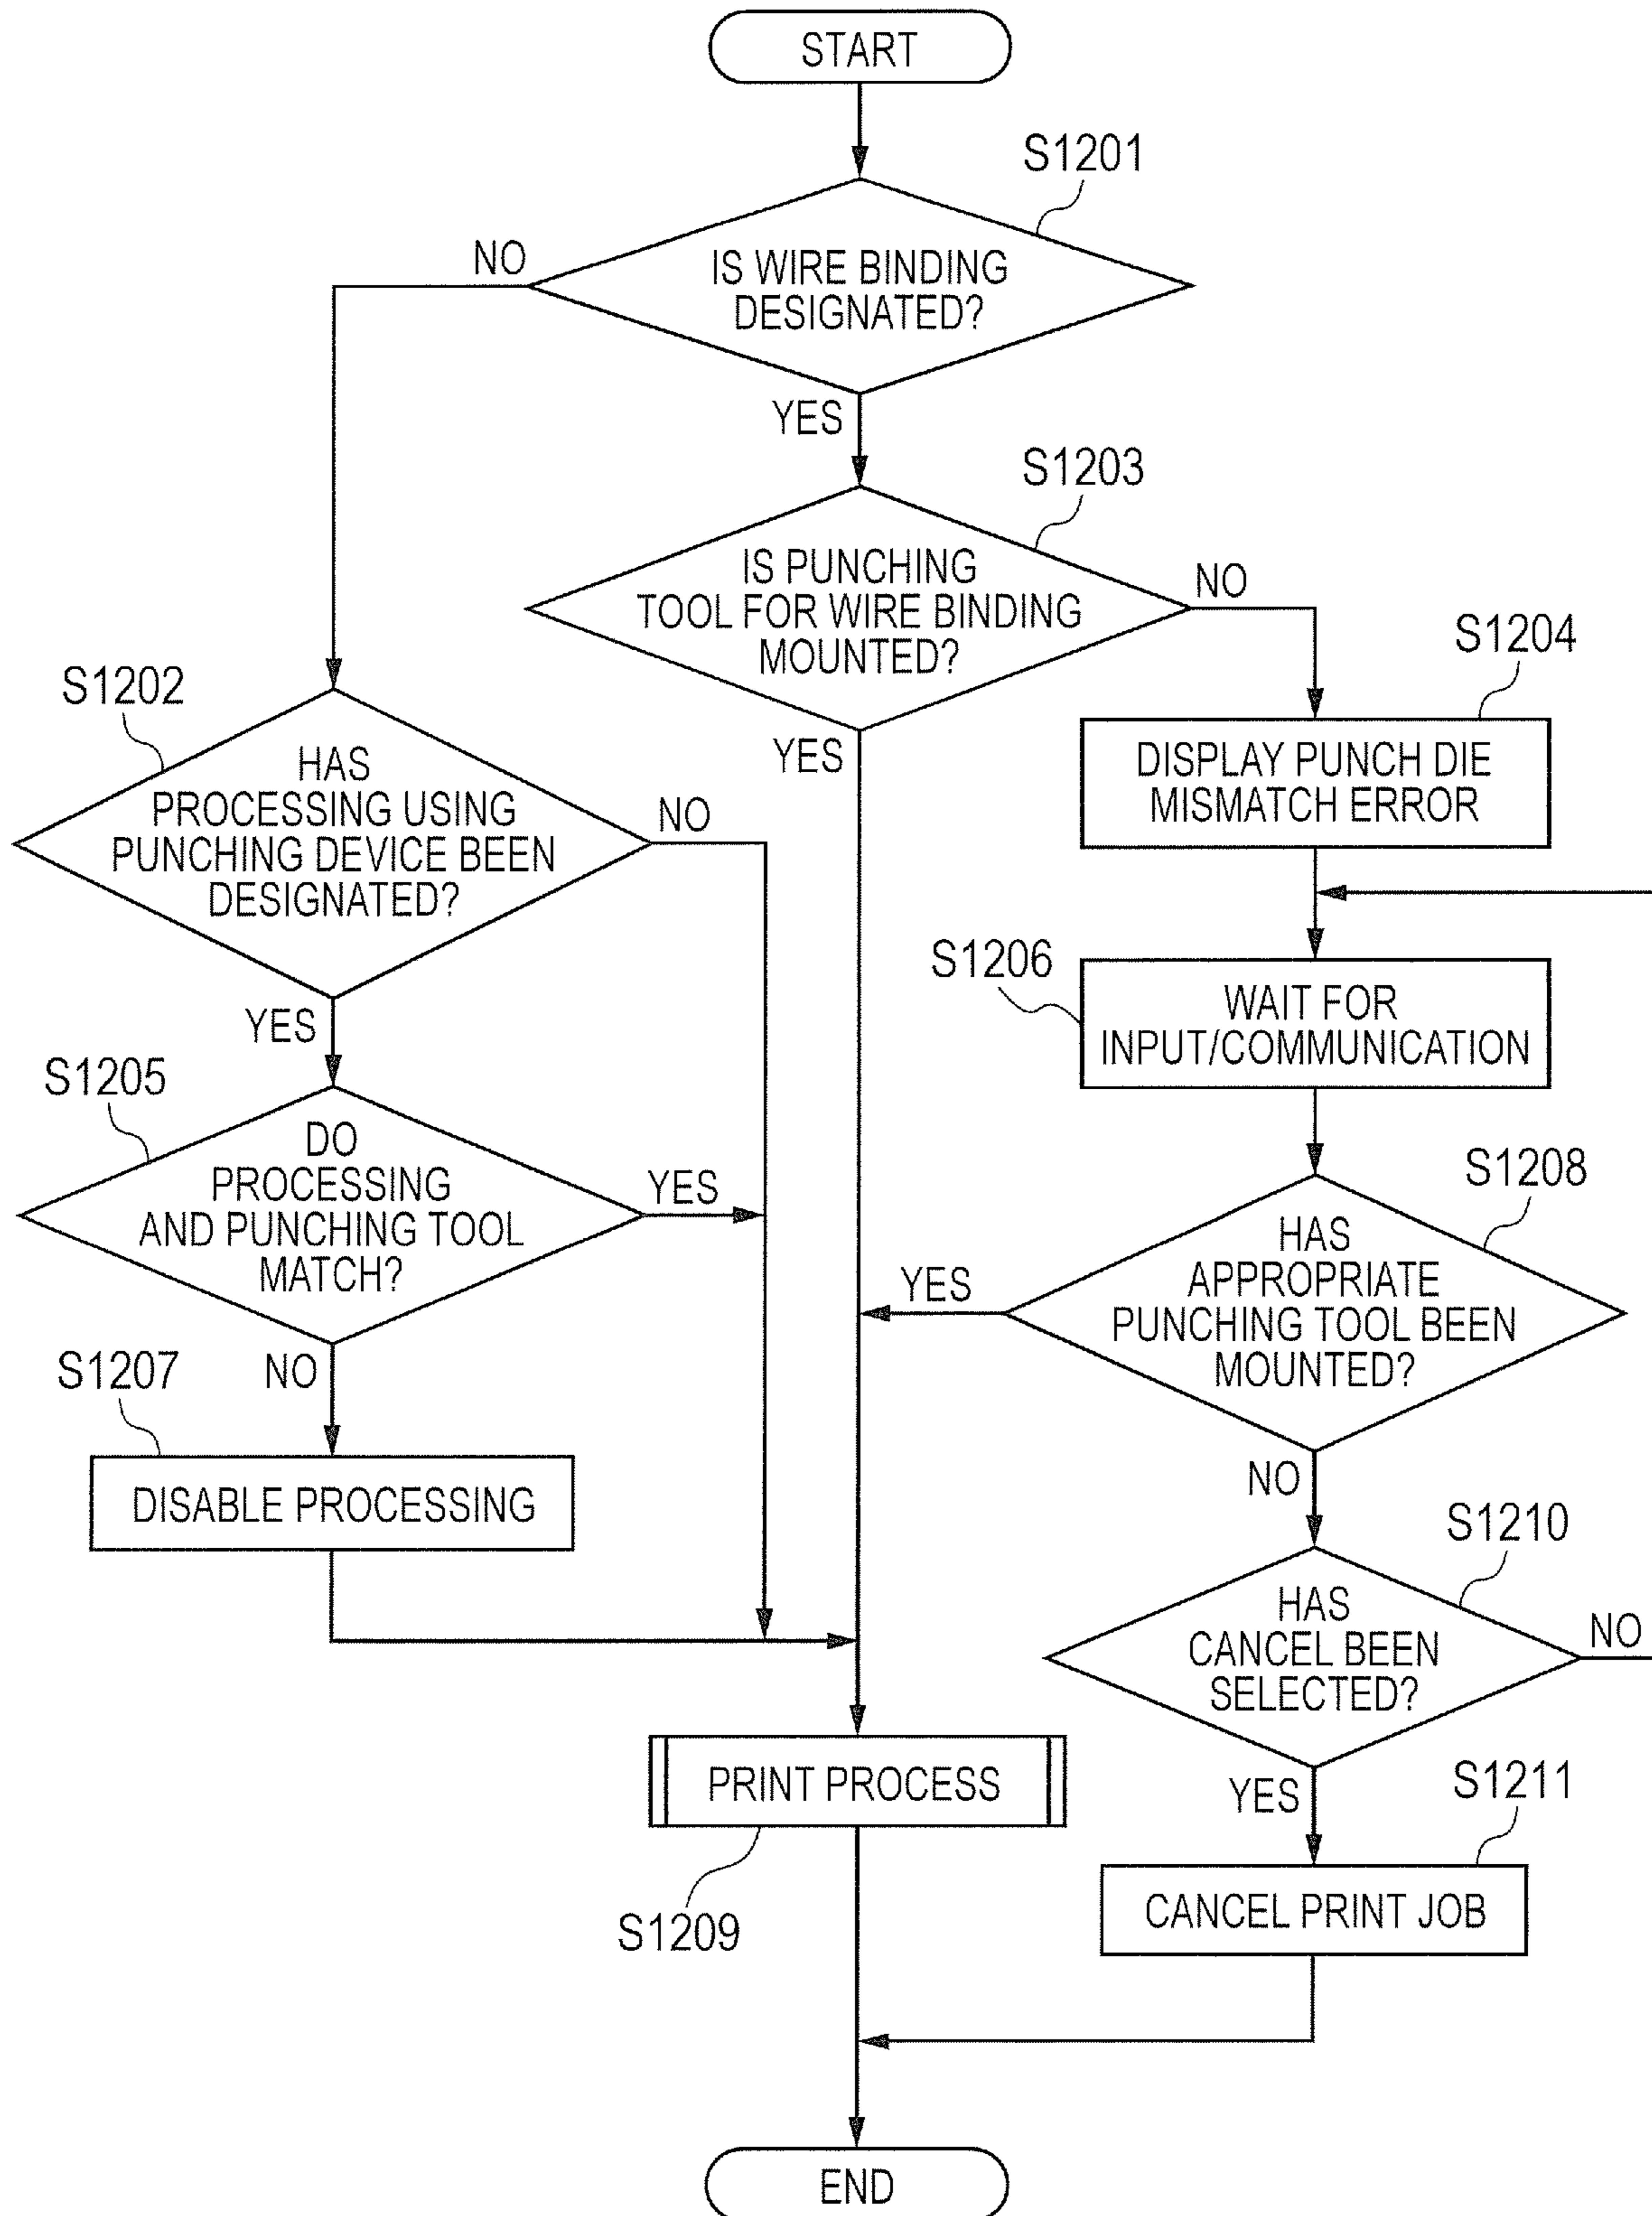 START
S1201
NO
IS WIRE BINDING
DESIGNATED?
YES
S1203
IS PUNCHING
TOOL FOR WIRE BINDING
MOUNTED?
NO
YES
S1204
DISPLAY PUNCH DIE
MISMATCH ERROR
S1202
HAS
PROCESSING USING
PUNCHING DEVICE BEEN
DESIGNATED?
NO
YES
S1206
WAIT FOR
INPUT/COMMUNICATION
S1205
DO
PROCESSING
AND PUNCHING TOOL
MATCH?
YES
NO
S1208
HAS
APPROPRIATE
PUNCHING TOOL BEEN
MOUNTED?
YES
NO
S1207
DISABLE PROCESSING
S1210
HAS
CANCEL BEEN
SELECTED?
NO
YES
PRINT PROCESS
S1209
S1211
CANCEL PRINT JOB
END